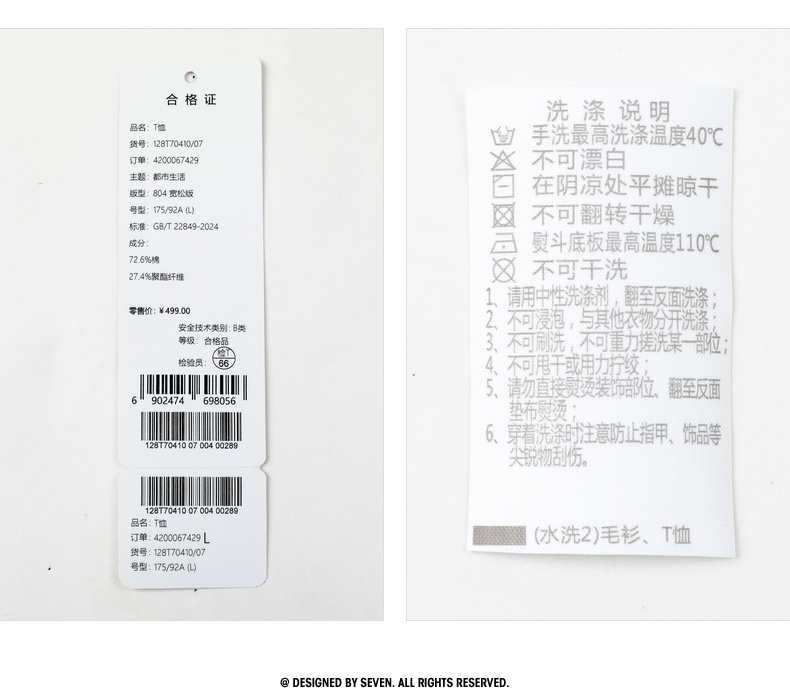 合格证
品名：T恤
货号：128T70410/07
订单：4200067429
主题：都市生活
版型：804 宽松版
号型：175/92A (L)
标准：GB/T 22849-2024
成分：
72.6%棉
27.4%聚酯纤维
零售价：￥499.00
安全技术类别：B类
等级：合格品
检验员：
检T
66
6 902474 698056
128T70410 07 004 00289
128T70410 07 004 00289
品名：T恤
订单：4200067429 L
货号：128T70410/07
号型：175/92A (L)
洗涤说明
手洗最高洗涤温度40℃
不可漂白
在阴凉处平摊晾干
不可翻转干燥
熨斗底板最高温度110℃
不可干洗
1、请用中性洗涤剂，翻至反面洗涤；
2、不可浸泡，与其他衣物分开洗涤；
3、不可刷洗，不可重力搓洗某一部位；
4、不可甩干或用力拧绞；
5、请勿直接熨烫装饰部位、翻至反面
垫布熨烫；
6、穿着洗涤时注意防止指甲、饰品等
尖锐物刮伤。
(水洗2)毛衫、T恤
@ DESIGNED BY SEVEN. ALL RIGHTS RESERVED.